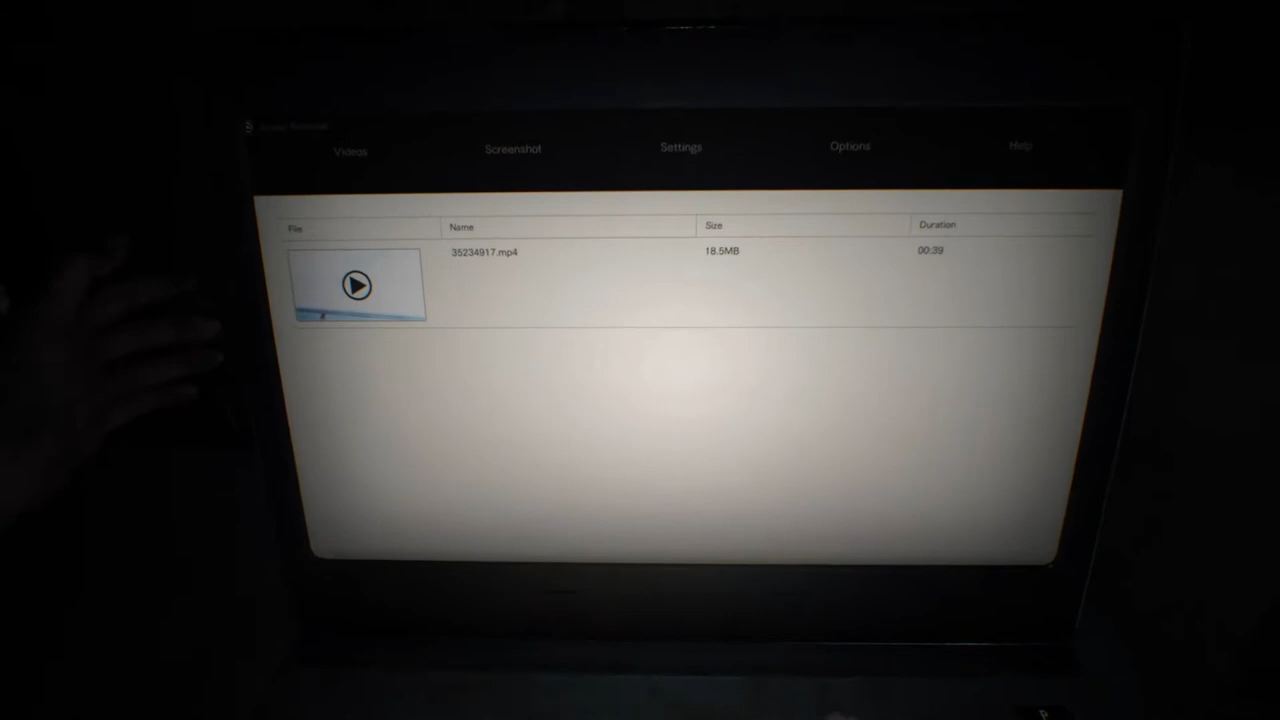 Videos Screenshot Settings Options Help
File Name Size Duration
35234917.mp4 18.5MB 00:39